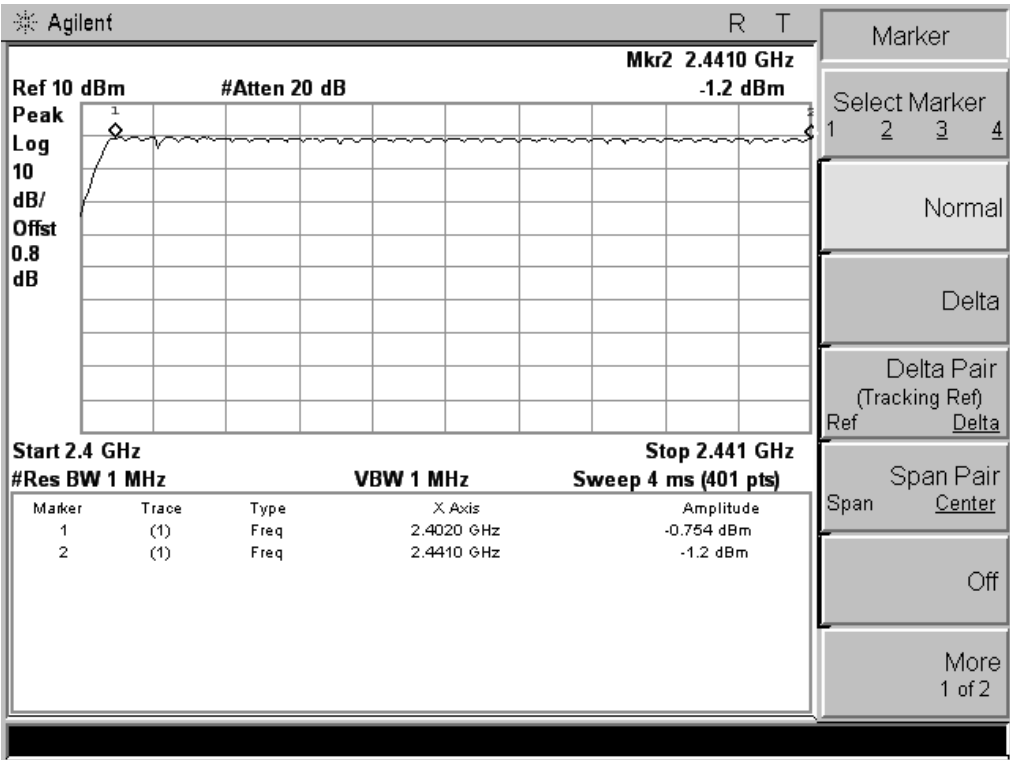 Agilent
R T
Mkr2 2.4410 GHz
Ref 10 dBm #Atten 20 dB -1.2 dBm
Peak
Log
10
dB/
Offst
0.8
dB
1
2
Start 2.4 GHz Stop 2.441 GHz
#Res BW 1 MHz VBW 1 MHz Sweep 4 ms (401 pts)
Marker Trace Type X Axis Amplitude
1 (1) Freq 2.4020 GHz -0.754 dBm
2 (1) Freq 2.4410 GHz -1.2 dBm
Marker
Select Marker
1 2 3 4
Normal
Delta
Delta Pair
(Tracking Ref)
Ref Delta
Span Pair
Span Center
Off
More
1 of 2